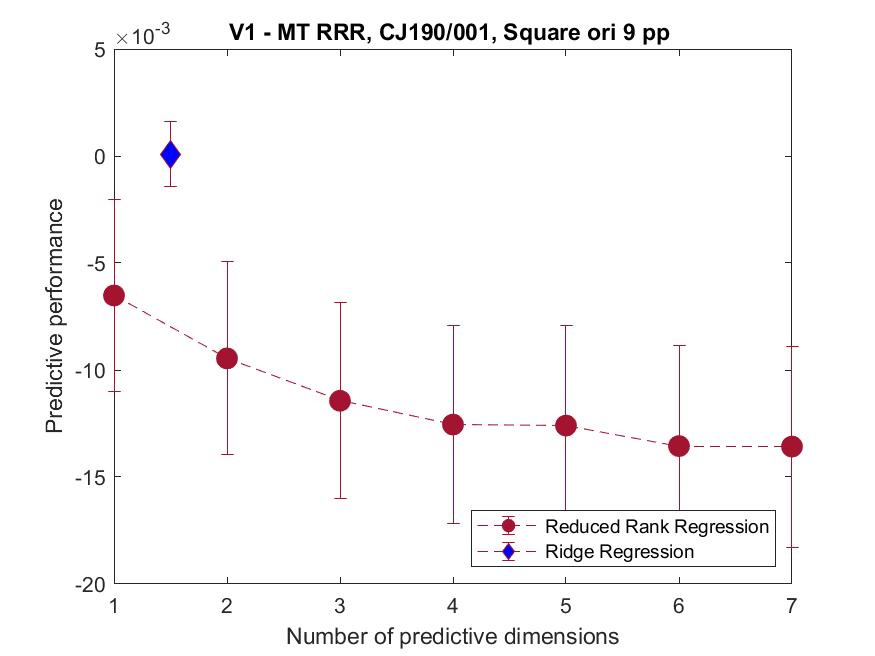 V1 - MT RRR, CJ190/001, Square ori 9 pp
×10-3
5
0
-5
-10
-15
-20
Predictive performance
1 2 3 4 5 6 7
Number of predictive dimensions
Reduced Rank Regression
Ridge Regression